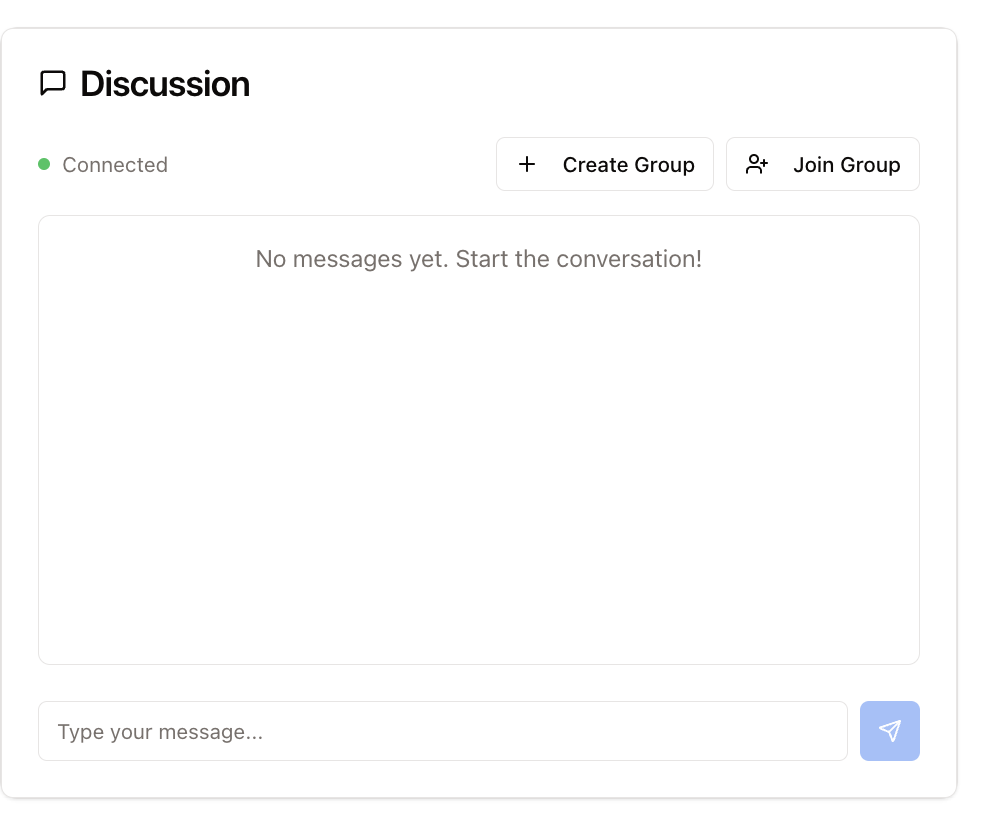 Discussion
Connected
Create Group
Join Group
No messages yet. Start the conversation!
Type your message...